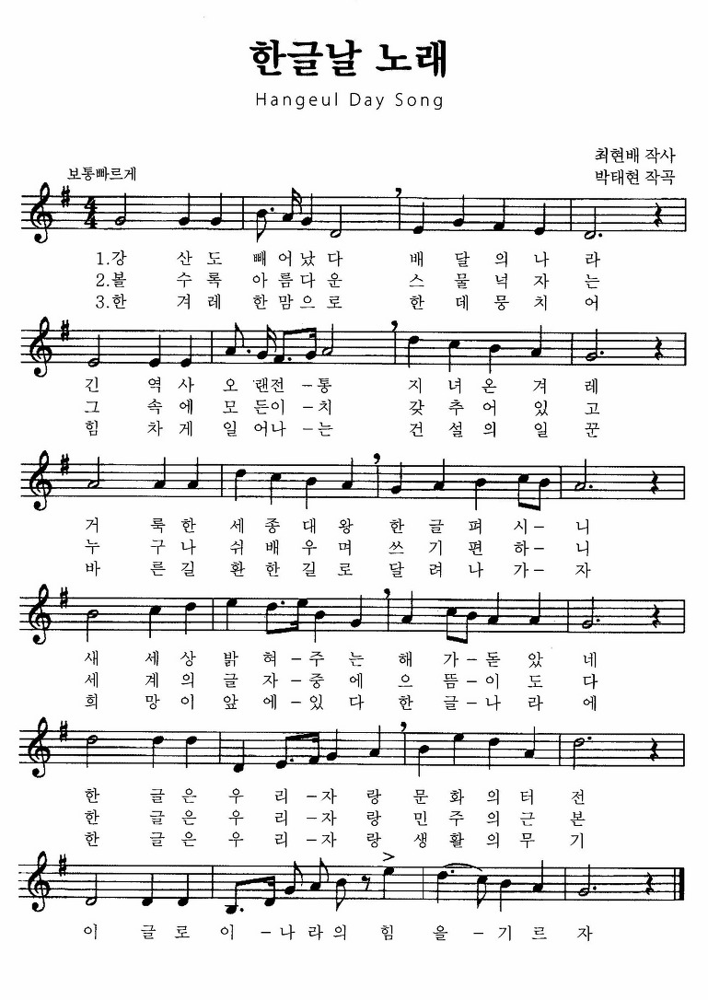 한글날 노래
Hangeul Day Song
최현배 작사
보통빠르게
박태현 작곡
1.강 산 도 빼 어 났 다 배 달 의 나 라
2.볼 수 록 아 름 다 운 스 물 넉 자 는
3.한 겨 레 한 맘 으 로 한 데 뭉 치 어
긴 역 사 오 랜 전 – 통 지 녀 온 겨 레
그 속 에 모 든 이 – 치 갖 추 어 있 고
힘 차 게 일 어 나 – 는 건 설 의 일 꾼
거 룩 한 세 종 대 왕 한 글 펴 시 – 니
누 구 나 쉬 배 우 며 쓰 기 편 하 – 니
바 른 길 환 한 길 로 달 려 나 가 – 자
새 세 상 밝 혀 – 주 는 해 가 – 돋 았 네
세 계 의 글 자 – 중 에 으 뜸 – 이 도 다
희 망 이 앞 에 – 있 다 한 글 – 나 라 에
한 글 은 우 리 – 자 랑 문 화 의 터 전
한 글 은 우 리 – 자 랑 민 주 의 근 본
한 글 은 우 리 – 자 랑 생 활 의 무 기
이 글 로 이 – 나 라 의 힘 을 – 기 르 자